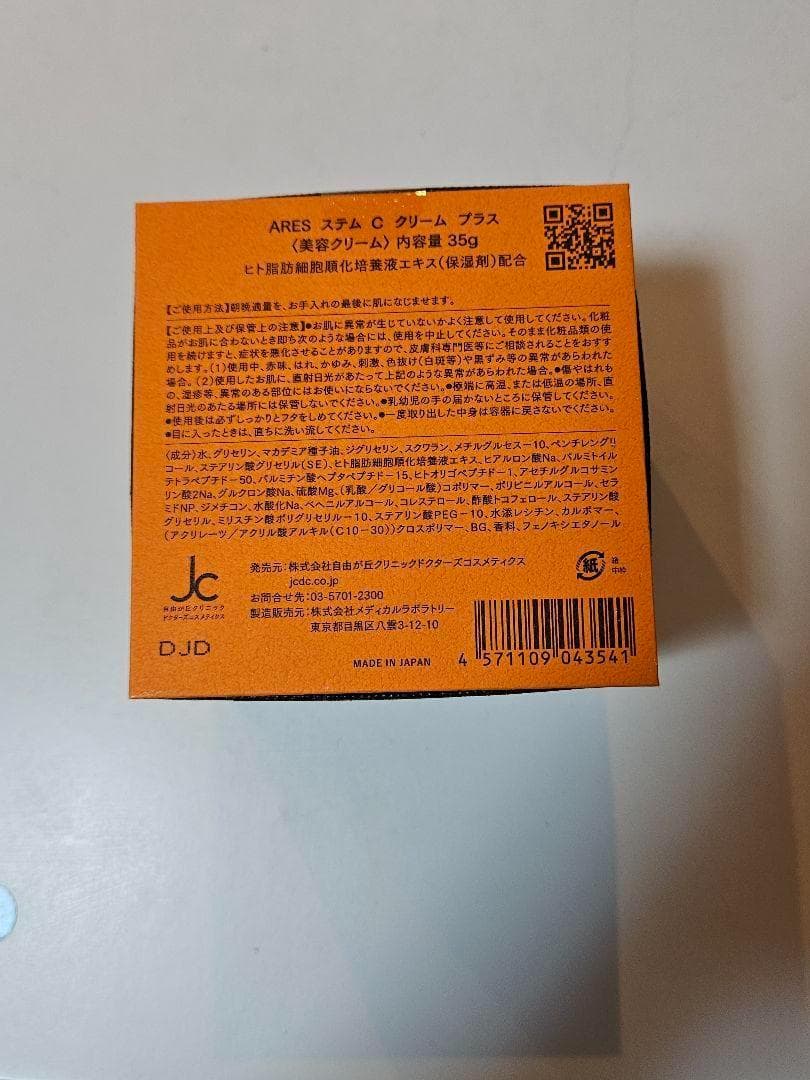 ARES ステム C クリーム プラス
〈美容クリーム〉内容量 35g
ヒト脂肪細胞順化培養液エキス(保湿剤)配合
【ご使用方法】朝晩適量を、お手入れの最後に肌になじませます。
【ご使用上及び保管上の注意】●お肌に異常が生じていないかよく注意して使用してください。化粧
品がお肌に合わないとき即ち次のような場合には、使用を中止してください。そのまま化粧品類の使
用を続けますと、症状を悪化させることがありますので、皮膚科専門医等にご相談されることをおすす
めします。(1)使用中、赤味、はれ、かゆみ、刺激、色抜け(白斑等)や黒ずみ等の異常があらわれた
場合。(2)使用したお肌に、直射日光があたって上記のような異常があらわれた場合。●傷やはれも
の、湿疹等、異常のある部位にはお使いにならないでください。●極端に高温、または低温の場所、直
射日光のあたる場所には保管しないでください。●乳幼児の手の届かないところに保管してください。
●使用後は必ずしっかりとフタをしめてください。●一度取り出した中身は容器に戻さないでください。
●目に入ったときは、直ちに洗い流してください。
〈成分〉水、グリセリン、マカデミア種子油、ジグリセリン、スクワラン、メチルグルセス-10、ペンチレングリ
コール、ステアリン酸グリセリル(SE)、ヒト脂肪細胞順化培養液エキス、ヒアルロン酸Na、パルミトイル
テトラペプチド-50、パルミチン酸ヘプタペプチド-15、ヒトオリゴペプチド-1、アセチルグルコサミン
リン酸2Na、グルクロン酸Na、硫酸Mg、(乳酸/グリコール酸)コポリマー、ポリビニルアルコール、セラ
ミドNP、ジメチコン、水酸化Na、ベヘニルアルコール、コレステロール、酢酸トコフェロール、ステアリン酸
グリセリル、ミリスチン酸ポリグリセリル-10、ステアリン酸PEG-10、水添レシチン、カルボマー、
(アクリレーツ/アクリル酸アルキル(C10-30))クロスポリマー、BG、香料、フェノキシエタノール
Jc
自由が丘クリニック
ドクターズコスメティクス
DJD
発売元:株式会社自由が丘クリニックドクターズコスメティクス
jcdc.co.jp
お問合せ先:03-5701-2300
製造販売元:株式会社メディカルラボラトリー
東京都目黒区八雲3-12-10
MADE IN JAPAN
紙
紙
中枠
4 571109 043541